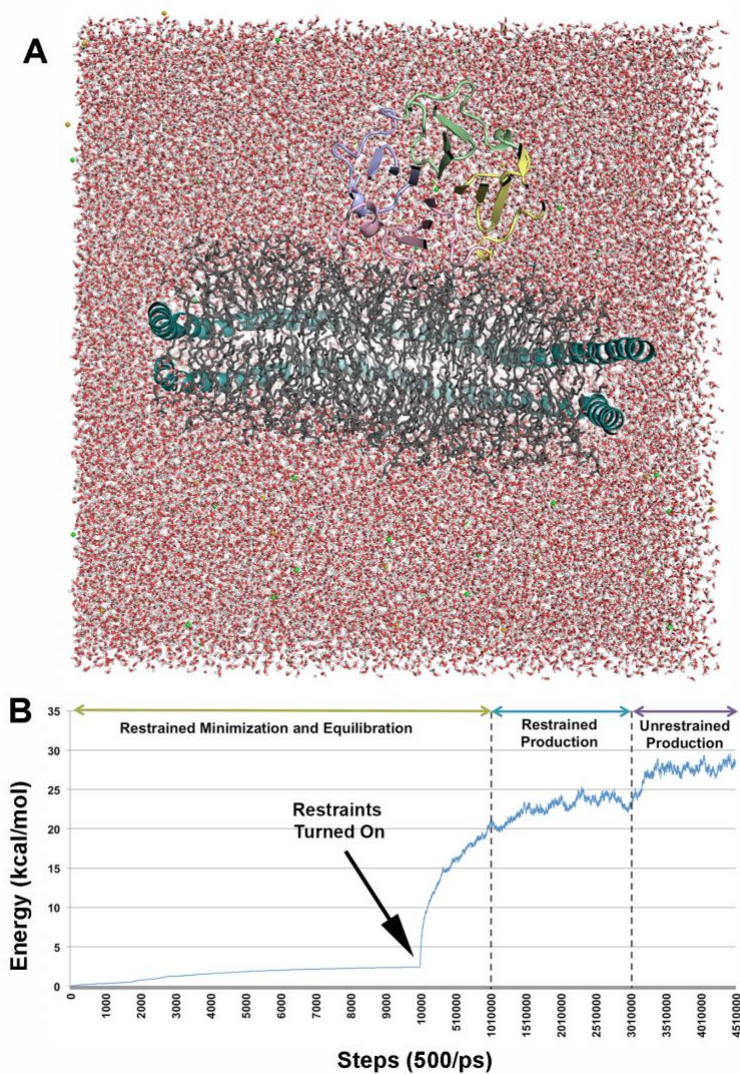 A
B
35
30
25
20
15
10
5
0
Energy (kcal/mol)
Restrained Minimization and Equilibration
Restrained
Production
Unrestrained
Production
Restraints
Turned On
0
1000
2000
3000
4000
5000
6000
7000
8000
9000
10000
510000
1010000
1510000
2010000
2510000
3010000
3510000
4010000
4510000
Steps (500/ps)